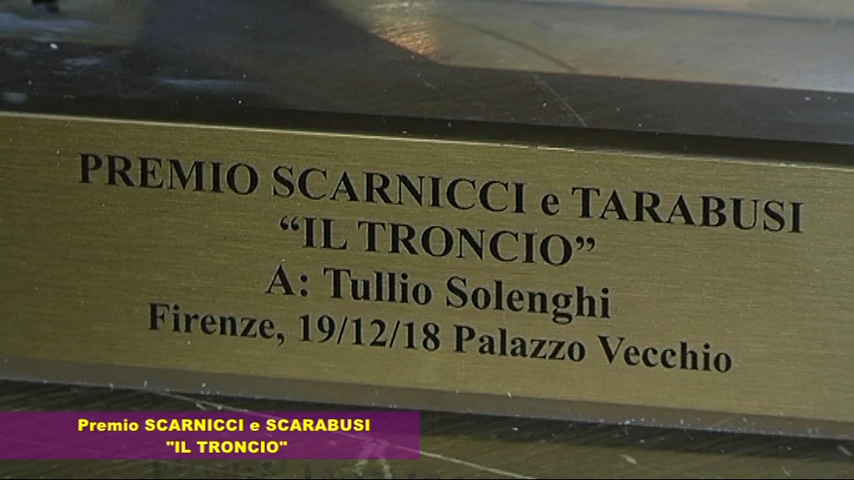 PREMIO SCARNICCI e TARABUSI
“IL TRONCIO”
A: Tullio Solenghi
Firenze, 19/12/18 Palazzo Vecchio
Premio SCARNICCI e SCARABUSI
"IL TRONCIO"